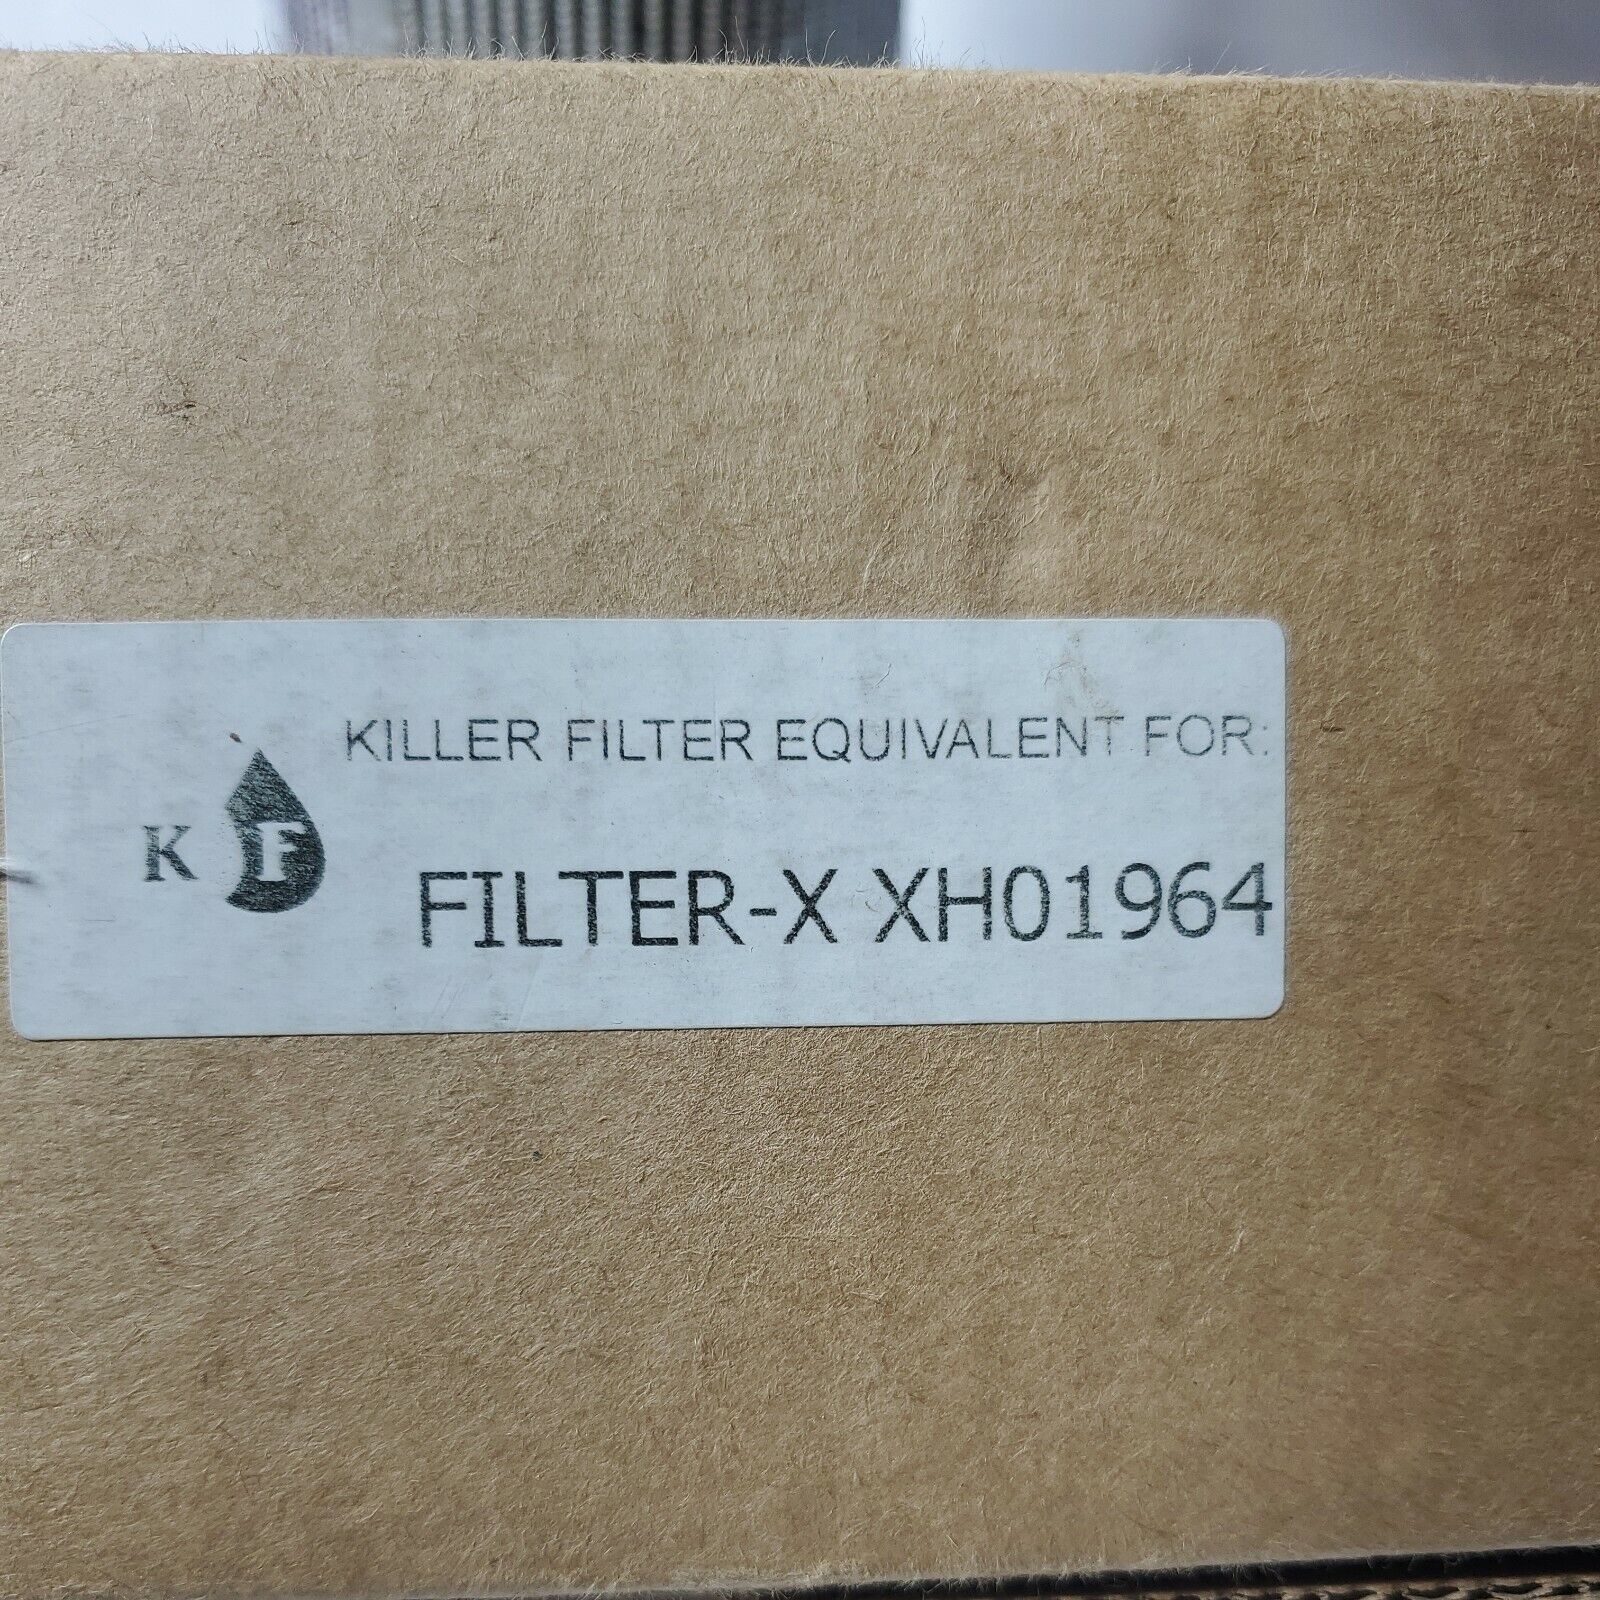 KILLER FILTER EQUIVALENT FOR:
K F
FILTER-X XH01964